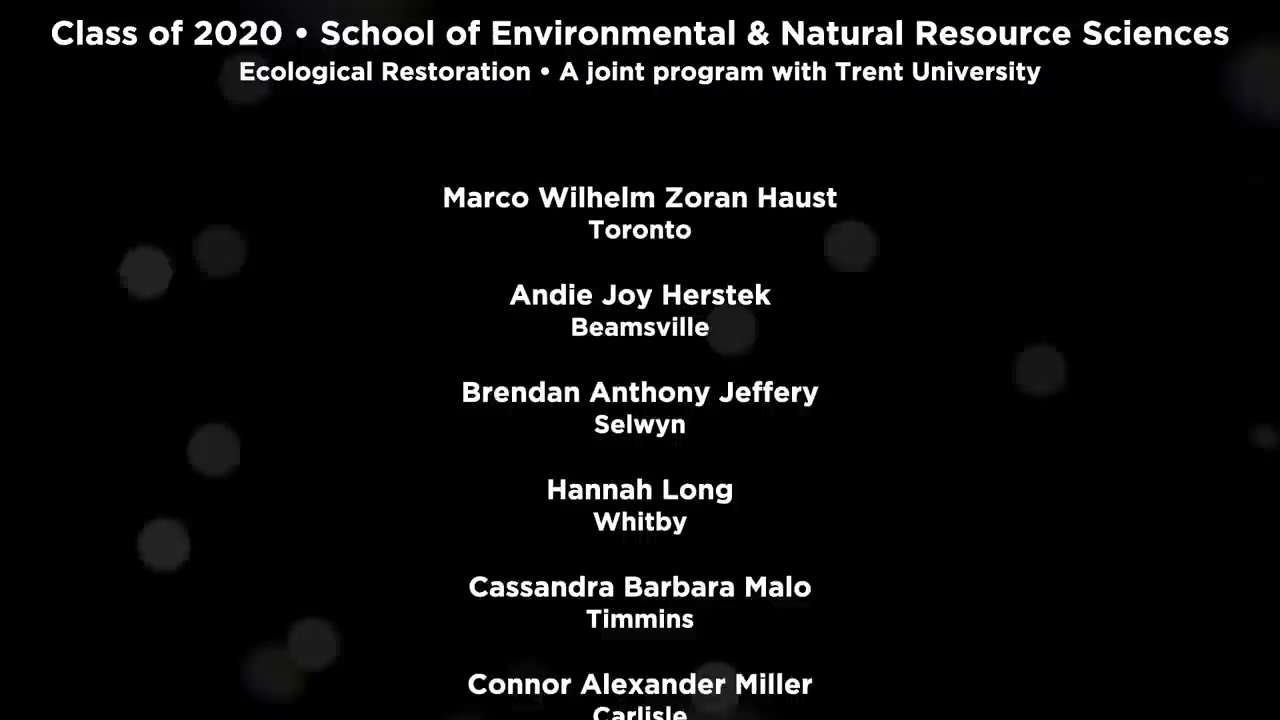 Class of 2020 • School of Environmental & Natural Resource Sciences
Ecological Restoration • A joint program with Trent University
Marco Wilhelm Zoran Haust
Toronto
Andie Joy Herstek
Beamsville
Brendan Anthony Jeffery
Selwyn
Hannah Long
Whitby
Cassandra Barbara Malo
Timmins
Connor Alexander Miller
Carlisle